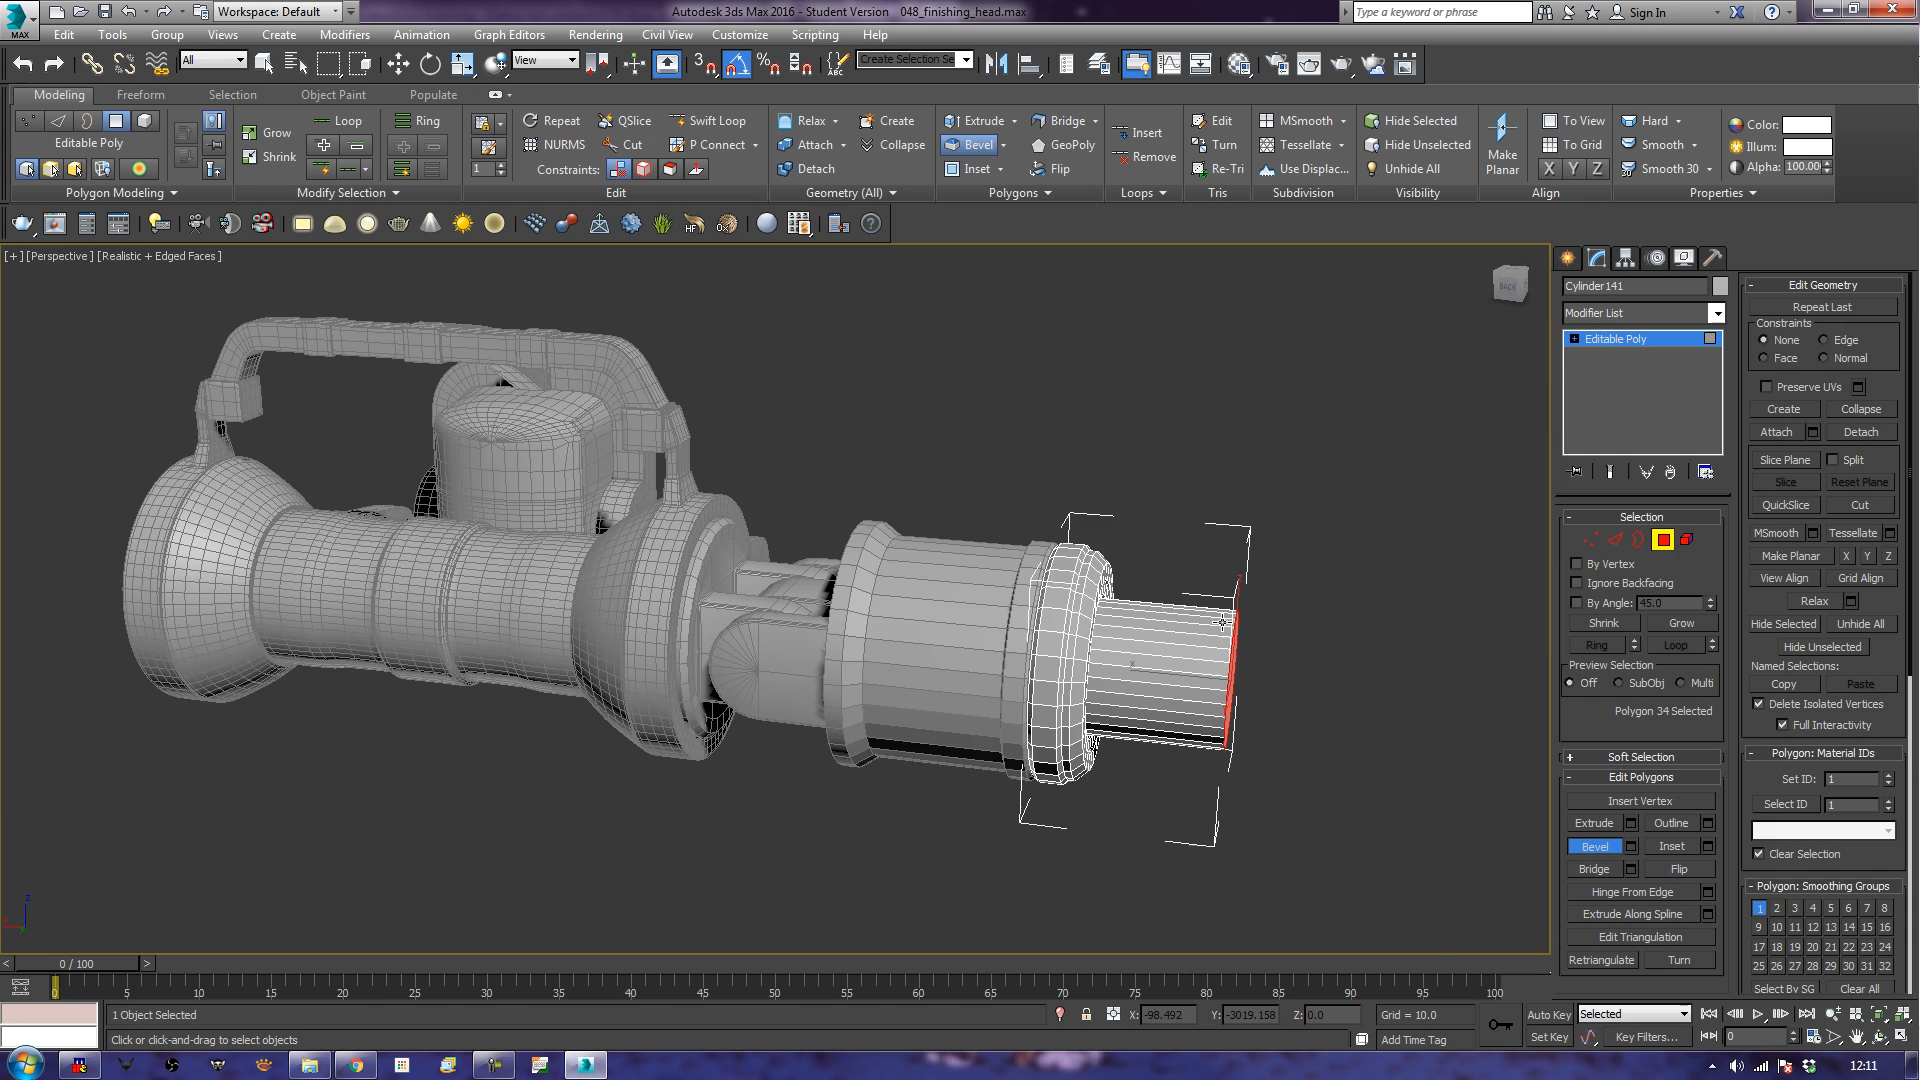 Workspace: Default
Autodesk 3ds Max 2016 - Student Version 048_finishing_head.max
Type a keyword or phrase
Sign In
MAX
Edit Tools Group Views Create Modifiers Animation Graph Editors Rendering Civil View Customize Scripting Help
All
View
Create Selection Se
Modeling Freeform Selection Object Paint Populate
Editable Poly
Polygon Modeling
Grow
Shrink
Loop
Ring
Modify Selection
1
Repeat QSlice Swift Loop
NURMS Cut P Connect
Constraints:
Edit
Relax Create
Attach Collapse
Detach
Geometry (All)
Extrude Bridge
Bevel GeoPoly
Inset Flip
Polygons
Insert
Remove
Loops
Edit
Turn
Re-Tri
Tris
MSmooth
Tessellate
Use Displac...
Subdivision
Hide Selected
Hide Unselected
Unhide All
Visibility
Make Planar
To View
To Grid
X Y Z
Align
Hard
Smooth
Smooth 30
Color:
Illum:
Alpha: 100.00
Properties
[+] [Perspective] [Realistic + Edged Faces]
BACK
Cylinder141
Modifier List
Editable Poly
Selection
By Vertex
Ignore Backfacing
By Angle: 45.0
Shrink Grow
Ring Loop
Preview Selection
Off SubObj Multi
Polygon 34 Selected
Soft Selection
Edit Polygons
Insert Vertex
Extrude Outline
Bevel Inset
Bridge Flip
Hinge From Edge
Extrude Along Spline
Edit Triangulation
Retriangulate Turn
Edit Geometry
Repeat Last
Constraints
None Edge
Face Normal
Preserve UVs
Create Collapse
Attach Detach
Slice Plane Split
Slice Reset Plane
QuickSlice Cut
MSmooth Tessellate
Make Planar X Y Z
View Align Grid Align
Relax
Hide Selected Unhide All
Hide Unselected
Named Selections:
Copy Paste
Delete Isolated Vertices
Full Interactivity
Polygon: Material IDs
Set ID: 1
Select ID 1
Clear Selection
Polygon: Smoothing Groups
1 2 3 4 5 6 7 8
9 10 11 12 13 14 15 16
17 18 19 20 21 22 23 24
25 26 27 28 29 30 31 32
Select By SG Clear All
0 / 100
0 5 10 15 20 25 30 35 40 45 50 55 60 65 70 75 80 85 90 95 100
1 Object Selected
X: -98.492 Y: -3019.158 Z: 0.0 Grid = 10.0
Auto Key Selected
Click or click-and-drag to select objects
Add Time Tag
Set Key Key Filters... 0
12:11